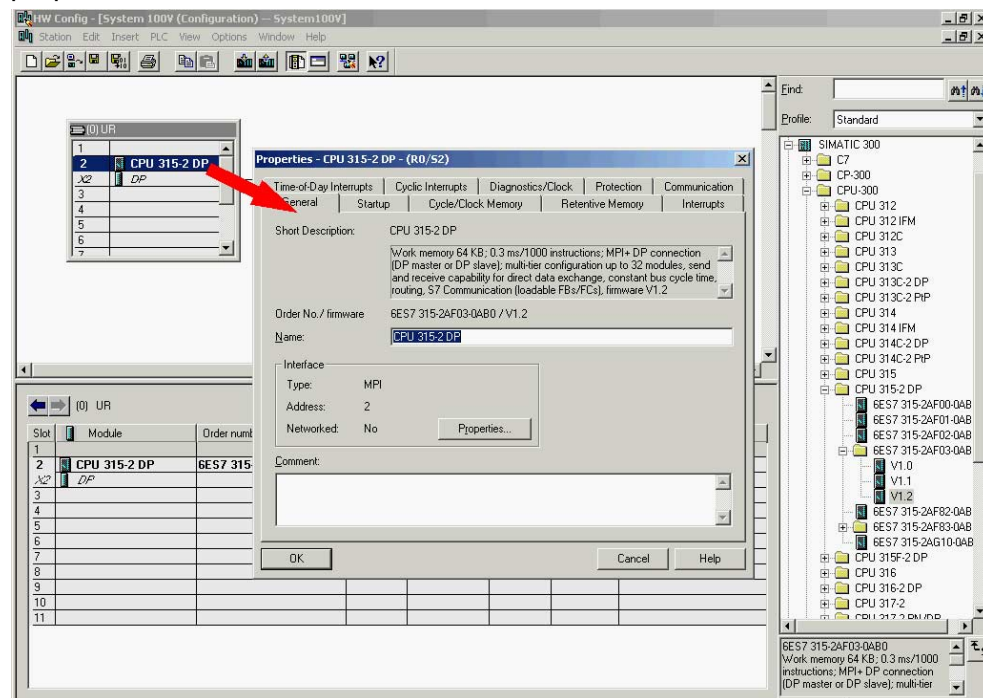 HW Config - [System 100V (Configuration) -- System100V]
Station Edit Insert PLC View Options Window Help
(0) UR
1
2 CPU 315-2 DP
X2 DP
3
4
5
6
7
Properties - CPU 315-2 DP - (R0/S2)
Time-of-Day Interrupts Cyclic Interrupts Diagnostics/Clock Protection Communication
General Startup Cycle/Clock Memory Retentive Memory Interrupts
Short Description: CPU 315-2 DP
Work memory 64 KB; 0.3 ms/1000 instructions; MPI+ DP connection
(DP master or DP slave); multi-tier configuration up to 32 modules, send
and receive capability for direct data exchange, constant bus cycle time,
routing, S7 Communication (loadable FBs/FCs), firmware V1.2
Order No./ firmware 6ES7 315-2AF03-0AB0 / V1.2
Name: CPU 315-2 DP
Interface
Type: MPI
Address: 2
Networked: No Properties...
Comment:
OK Cancel Help
(0) UR
Slot Module Order numb
1
2 CPU 315-2 DP 6ES7 315-
X2 DP
3
4
5
6
7
8
9
10
11
Find:
Profile: Standard
SIMATIC 300
C7
CP-300
CPU-300
CPU 312
CPU 312 IFM
CPU 312C
CPU 313
CPU 313C
CPU 313C-2 DP
CPU 313C-2 PtP
CPU 314
CPU 314 IFM
CPU 314C-2 DP
CPU 314C-2 PtP
CPU 315
CPU 315-2 DP
6ES7 315-2AF00-0AB
6ES7 315-2AF01-0AB
6ES7 315-2AF02-0AB
6ES7 315-2AF03-0AB
V1.0
V1.1
V1.2
6ES7 315-2AF82-0AB
6ES7 315-2AF83-0AB
6ES7 315-2AG10-0AB
CPU 315F-2 DP
CPU 316
CPU 316-2 DP
CPU 317-2
CPU 317-2 PN/DP
6ES7 315-2AF03-0AB0
Work memory 64 KB; 0.3 ms/1000
instructions; MPI+ DP connection
(DP master or DP slave); multi-tier